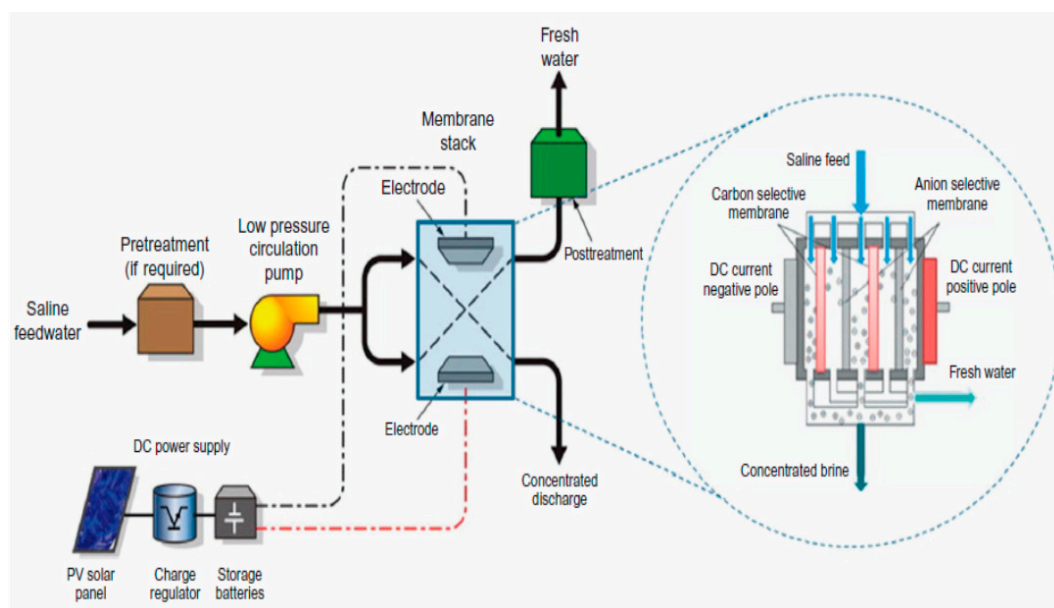 Fresh
water
Membrane
stack
Electrode
Low pressure
circulation
pump
Pretreatment
(if required)
Saline
feedwater
Posttreatment
Electrode
Concentrated
discharge
DC power supply
PV solar
panel
Charge
regulator
Storage
batteries
Saline feed
Carbon selective
membrane
Anion selective
membrane
DC current
negative pole
DC current
positive pole
Fresh water
Concentrated brine